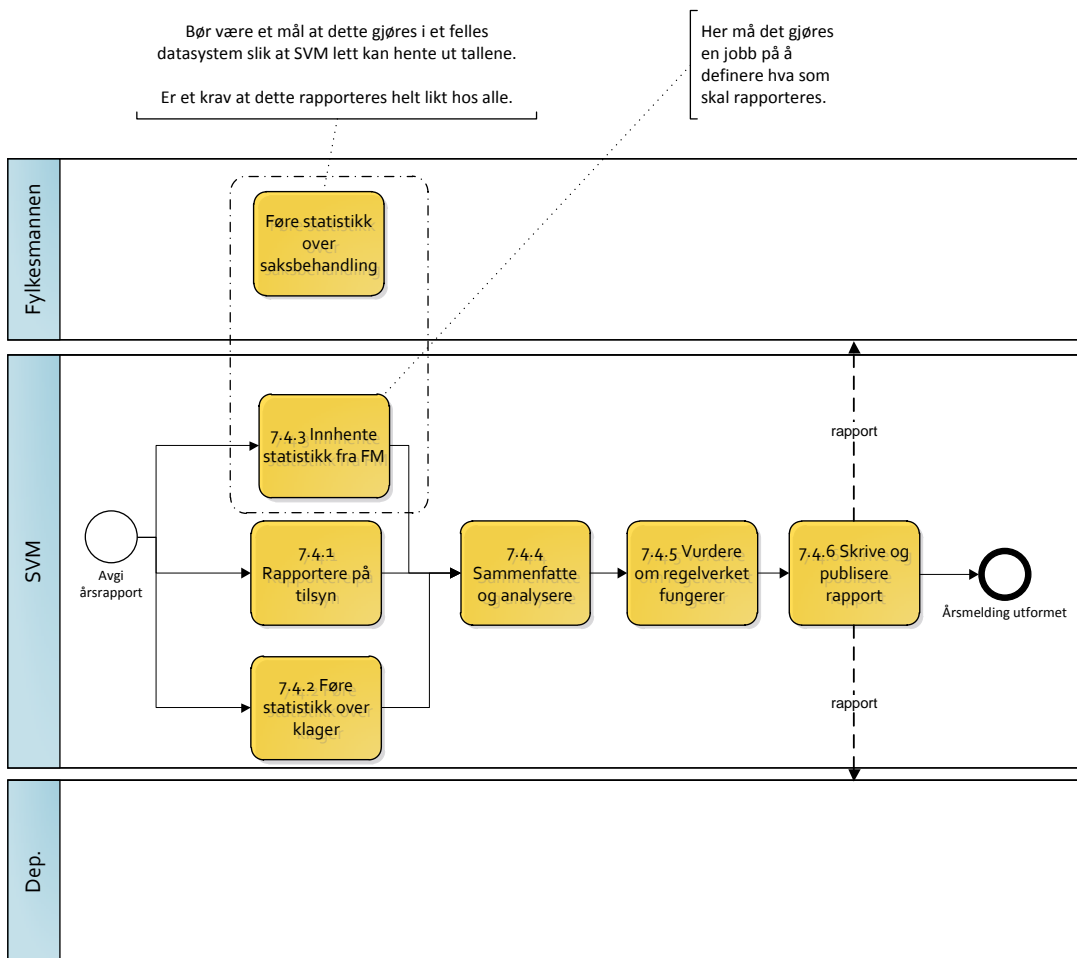 Bør være et mål at dette gjøres i et felles
datasystem slik at SVM lett kan hente ut tallene.
Er et krav at dette rapporteres helt likt hos alle.
Her må det gjøres
en jobb på å
definere hva som
skal rapporteres.
Fylkesmannen
Føre statistikk
over
saksbehandling
SVM
Avgi
årsrapport
7.4.3 Innhente
statistikk fra FM
7.4.1
Rapportere på
tilsyn
7.4.2 Føre
statistikk over
klager
7.4.4
Sammenfatte
og analysere
7.4.5 Vurdere
om regelverket
fungerer
7.4.6 Skrive og
publisere
rapport
rapport
rapport
Årsmelding utformet
Dep.